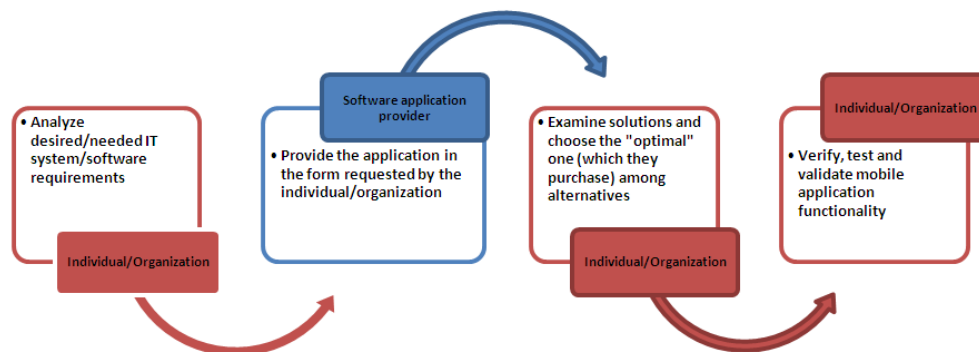 • Analyze
desired/needed IT
system/software
requirements
Individual/Organization
Software application
provider
• Provide the application in
the form requested by the
individual/organization
• Examine solutions and
choose the "optimal"
one (which they
purchase) among
alternatives
Individual/Organization
Individual/Organization
• Verify, test and
validate mobile
application
functionality